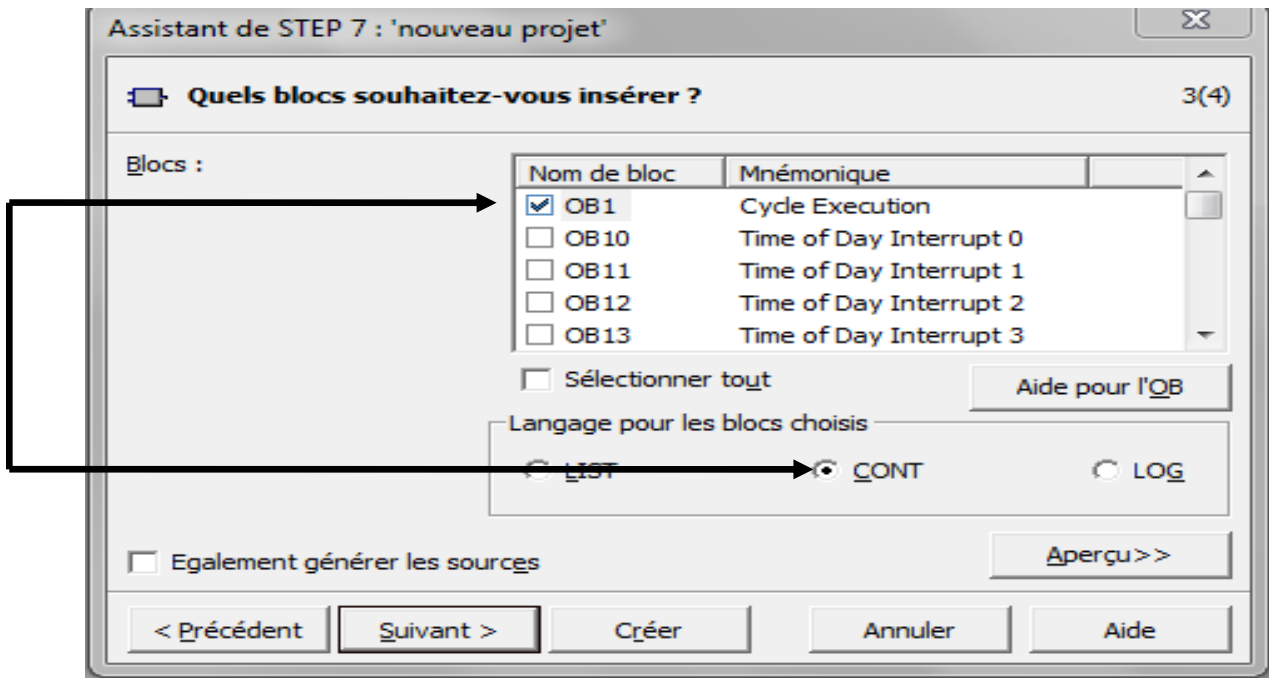 Assistant de STEP 7 : 'nouveau projet'
Quels blocs souhaitez-vous insérer ? 3(4)
Blocs :
Nom de bloc Mnémonique
OB1 Cycle Execution
OB10 Time of Day Interrupt 0
OB11 Time of Day Interrupt 1
OB12 Time of Day Interrupt 2
OB13 Time of Day Interrupt 3
Sélectionner tout
Aide pour l'OB
Langage pour les blocs choisis
LIST CONT LOG
Egalement générer les sources
Aperçu>>
< Précédent Suivant > Créer Annuler Aide